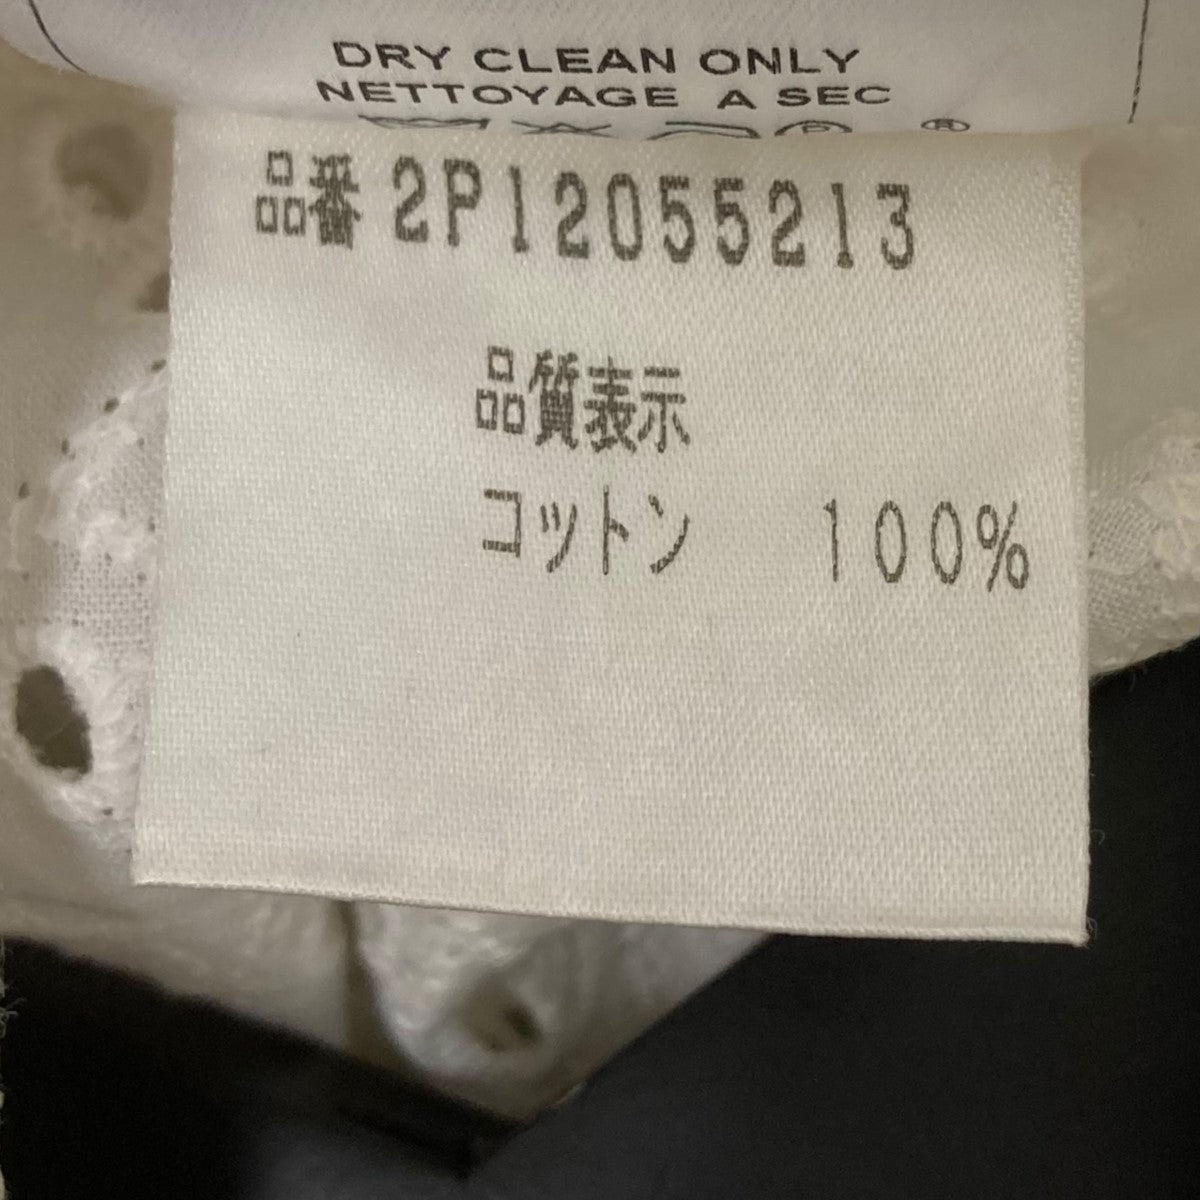 DRY CLEAN ONLY
NETTOYAGE A SEC
品番 2P12055213
品質表示
コットン 100%